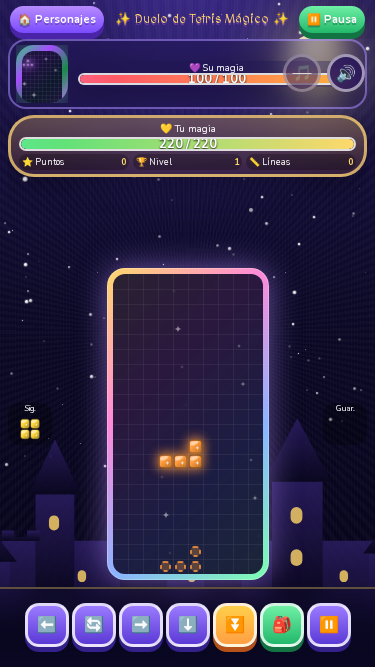 🏠 Personajes
✨ Duelo de Tetris Mágico ✨
⏸️ Pausa
💜 Su magia
100 / 100
💛 Tu magia
220 / 220
⭐ Puntos 0
🏆 Nivel 1
📏 Líneas 0
Sig.
Guar.